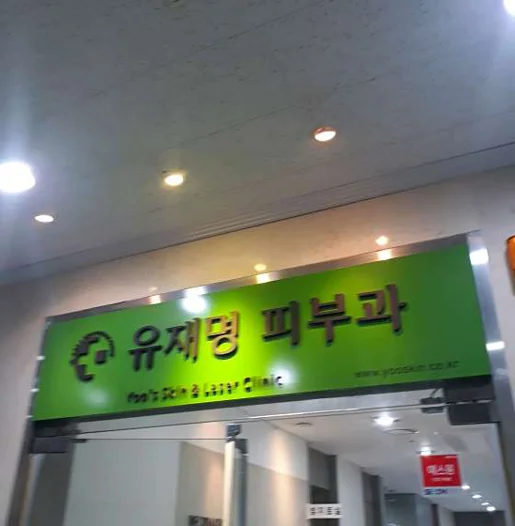 유재명 피부과
Yoo's Skin & Laser Clinic
www.yooskin.co.kr